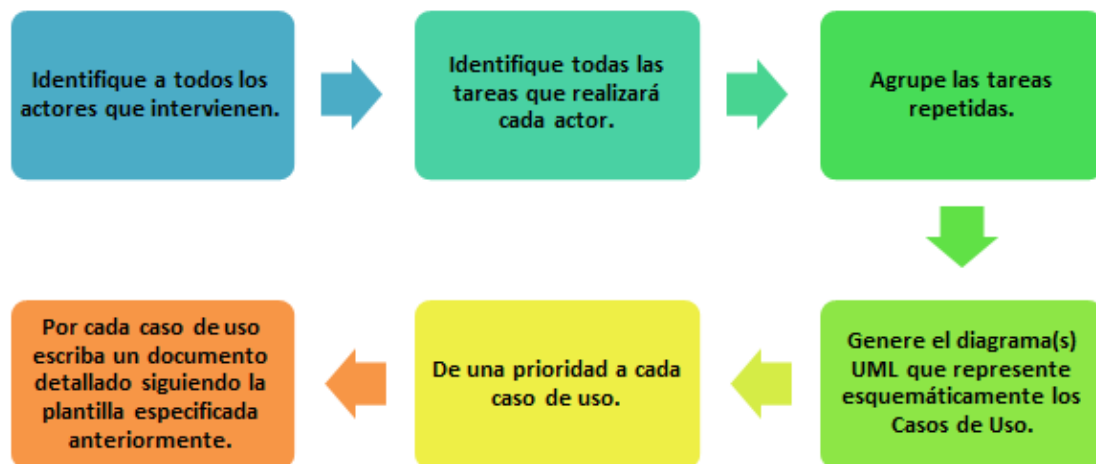 Identifique a todos los
actores que intervienen.
Identifique todas las
tareas que realizará
cada actor.
Agrupe las tareas
repetidas.
Genere el diagrama(s)
UML que represente
esquemáticamente los
Casos de Uso.
De una prioridad a cada
caso de uso.
Por cada caso de uso
escriba un documento
detallado siguiendo la
plantilla especificada
anteriormente.